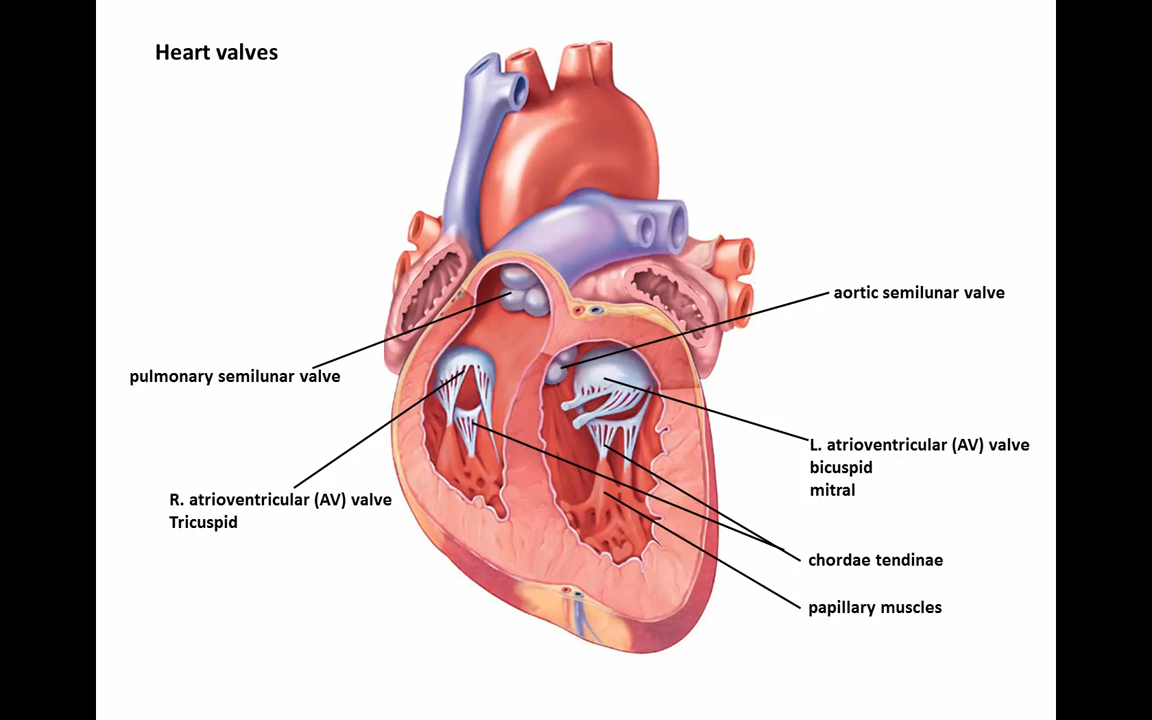 Heart valves
aortic semilunar valve
pulmonary semilunar valve
L. atrioventricular (AV) valve
bicuspid
mitral
R. atrioventricular (AV) valve
Tricuspid
chordae tendinae
papillary muscles